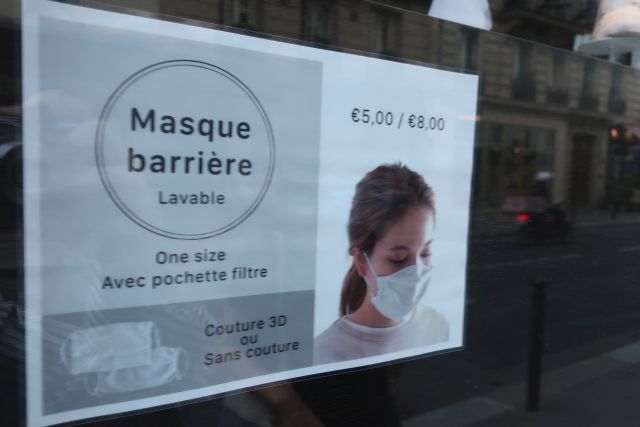 Masque
barrière
Lavable
One size
Avec pochette filtre
Couture 3D
ou
Sans couture
€5,00 / €8,00